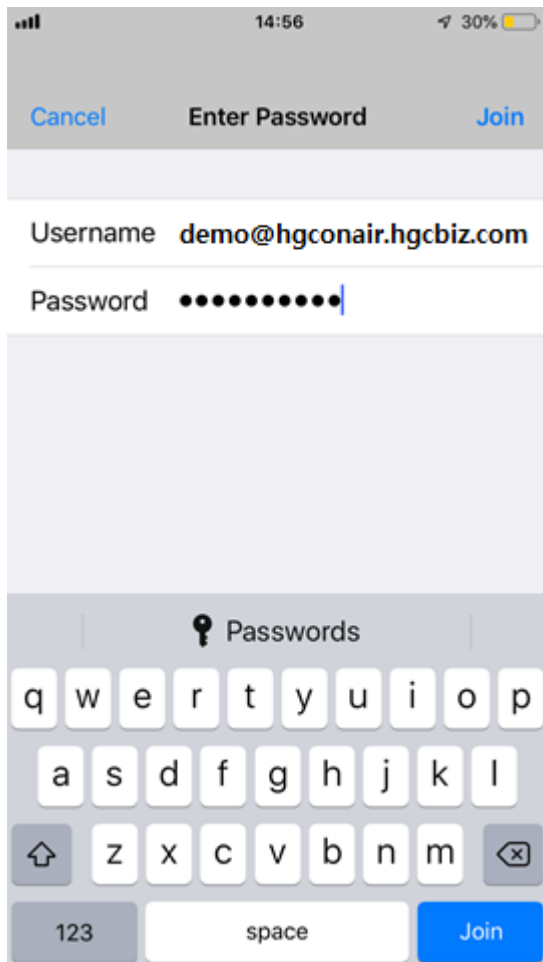 14:56 30%
Cancel Enter Password Join
Username demo@hgconair.hgcbiz.com
Password ••••••••••
Passwords
q w e r t y u i o p
a s d f g h j k l
z x c v b n m
123 space Join